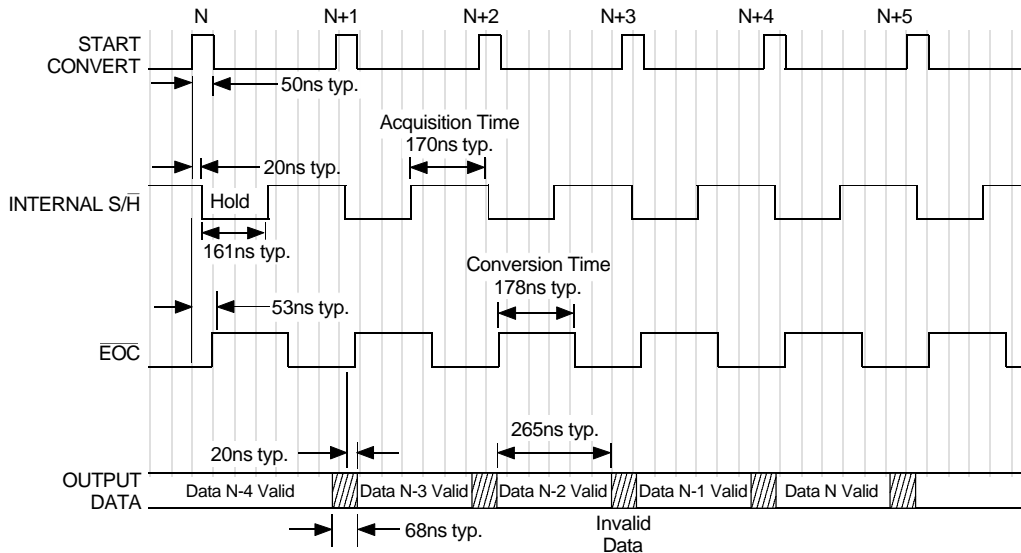 N N+1 N+2 N+3 N+4 N+5
START
CONVERT
50ns typ.
Acquisition Time
170ns typ.
20ns typ.
INTERNAL S/H̅
Hold
161ns typ.
Conversion Time
178ns typ.
53ns typ.
E̅O̅C̅
20ns typ.
265ns typ.
OUTPUT
DATA
Data N-4 Valid Data N-3 Valid Data N-2 Valid Data N-1 Valid Data N Valid
68ns typ.
Invalid
Data